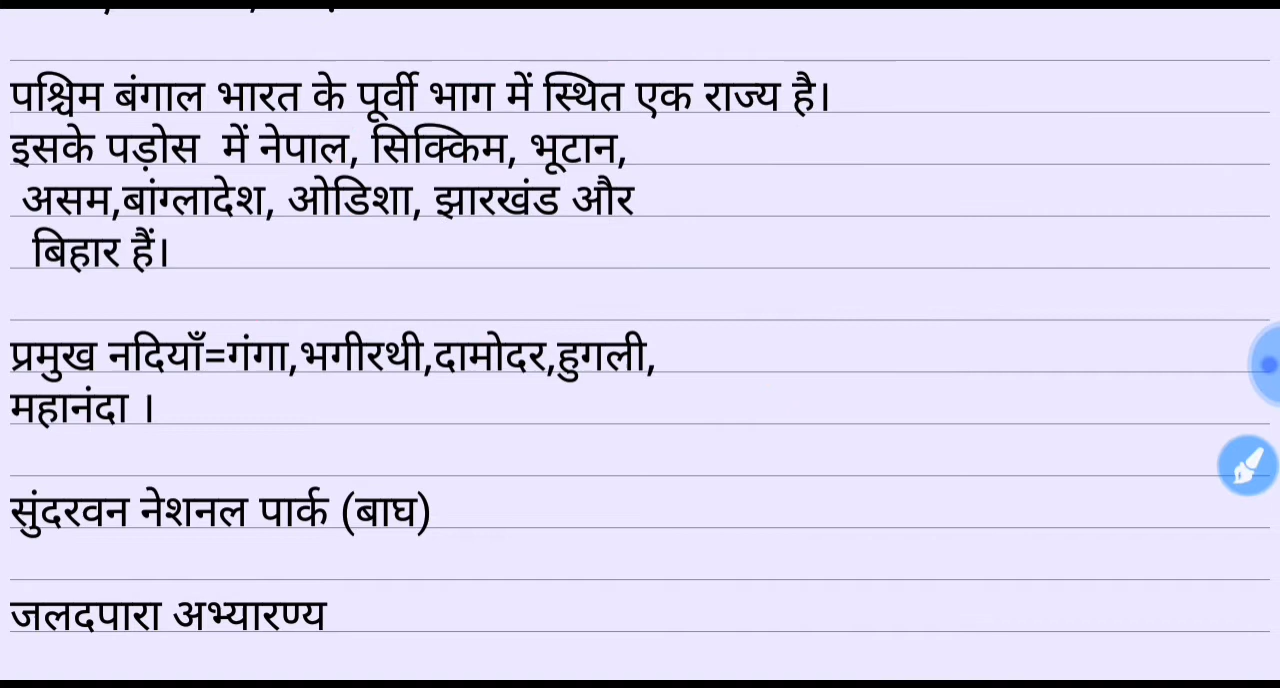 पश्चिम बंगाल भारत के पूर्वी भाग में स्थित एक राज्य है।
इसके पड़ोस में नेपाल, सिक्किम, भूटान,
असम,बांग्लादेश, ओडिशा, झारखंड और
बिहार हैं।
प्रमुख नदियाँ=गंगा,भगीरथी,दामोदर,हुगली,
महानंदा ।
सुंदरवन नेशनल पार्क (बाघ)
जलदपारा अभ्यारण्य